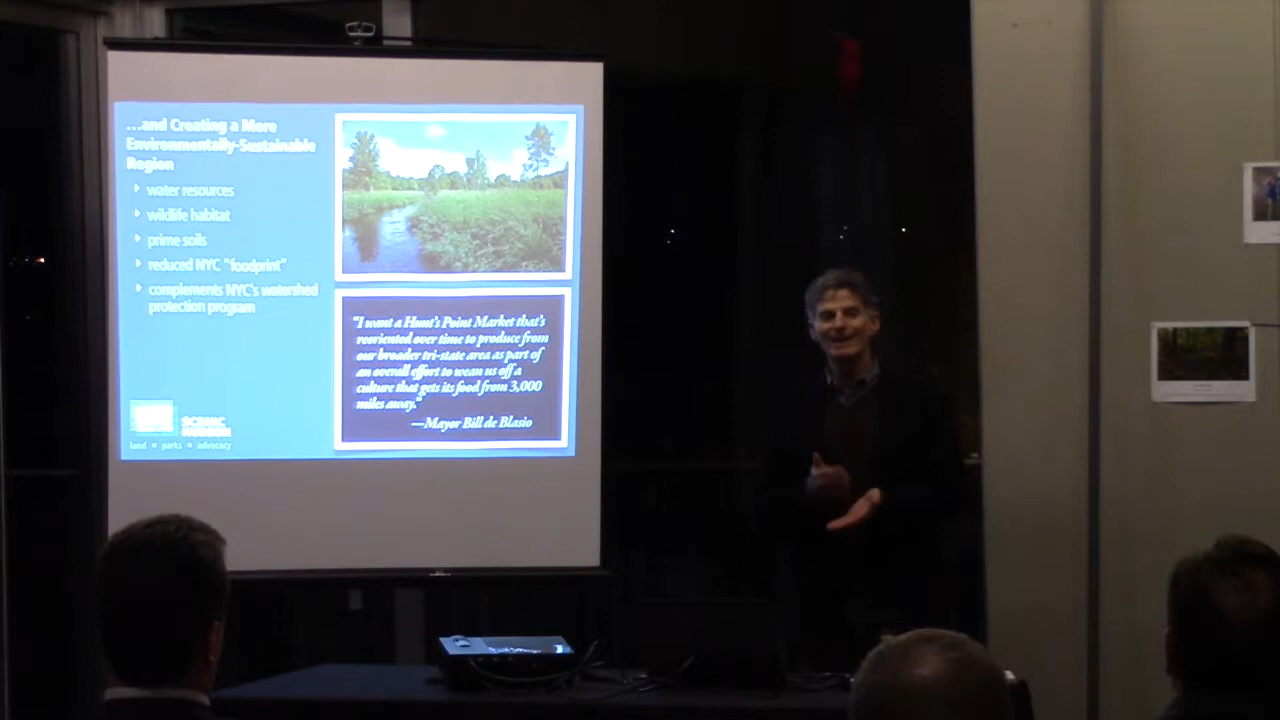 ...and Creating a More
Environmentally-Sustainable
Region
water resources
wildlife habitat
prime soils
reduced NYC "foodprint"
complements NYC's watershed
protection program
"I want a Hunt's Point Market that's
reoriented over time to produce from
our broader tri-state area as part of
an overall effort to wean us off a
culture that gets its food from 3,000
miles away."
—Mayor Bill de Blasio
SCENIC
HUDSON
land parks advocacy